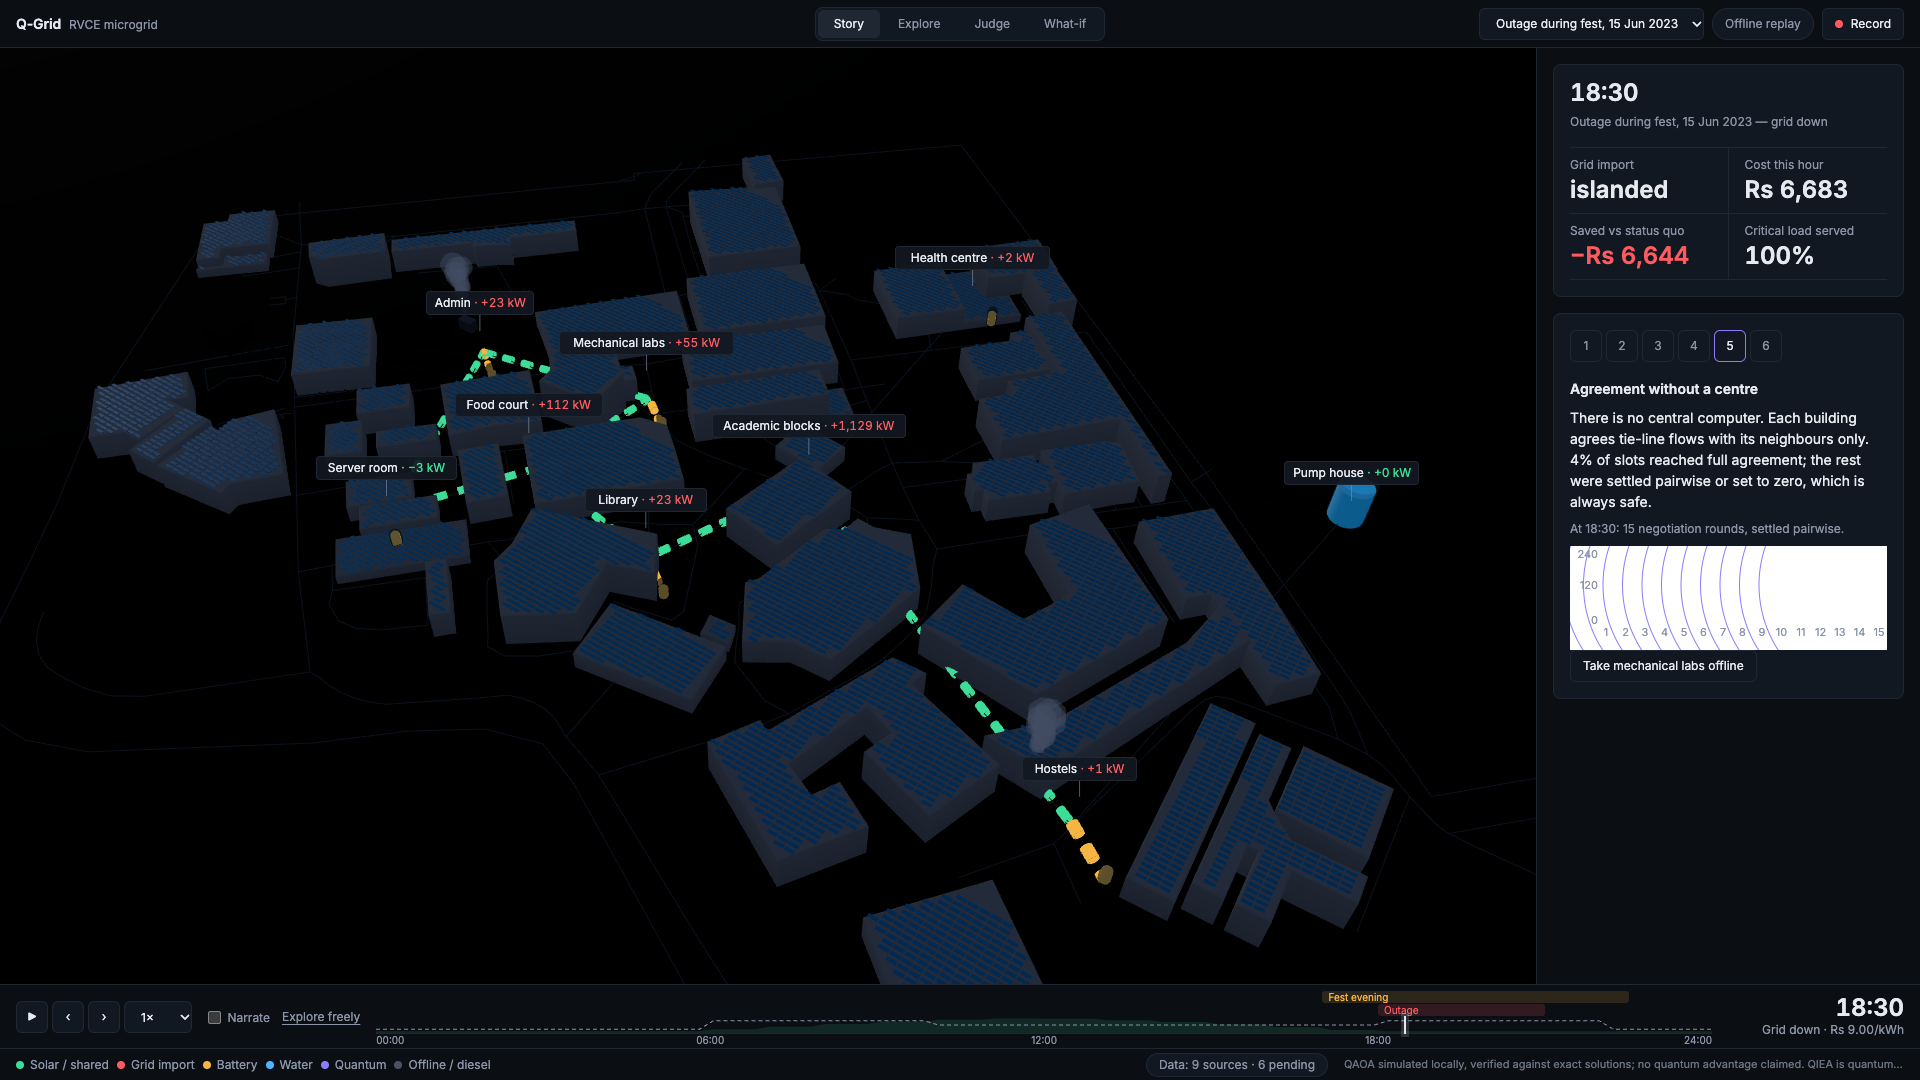 Q-Grid RVCE microgrid
Story Explore Judge What-if
Outage during fest, 15 Jun 2023
Offline replay
Record
Health centre · +2 kW
Admin · +23 kW
Mechanical labs · +55 kW
Food court · +112 kW
Academic blocks · +1,129 kW
Server room · −3 kW
Pump house · +0 kW
Library · +23 kW
Hostels · +1 kW
18:30
Outage during fest, 15 Jun 2023 — grid down
Grid import
islanded
Cost this hour
Rs 6,683
Saved vs status quo
−Rs 6,644
Critical load served
100%
1 2 3 4 5 6
Agreement without a centre
There is no central computer. Each building
agrees tie-line flows with its neighbours only.
4% of slots reached full agreement; the rest
were settled pairwise or set to zero, which is
always safe.
At 18:30: 15 negotiation rounds, settled pairwise.
240
120
0
1 2 3 4 5 6 7 8 9 10 11 12 13 14 15
Take mechanical labs offline
1×
Narrate
Explore freely
Fest evening
Outage
00:00 06:00 12:00 18:00 24:00
18:30
Grid down · Rs 9.00/kWh
Solar / shared Grid import Battery Water Quantum Offline / diesel
Data: 9 sources · 6 pending
QAOA simulated locally, verified against exact solutions; no quantum advantage claimed. QIEA is quantum...